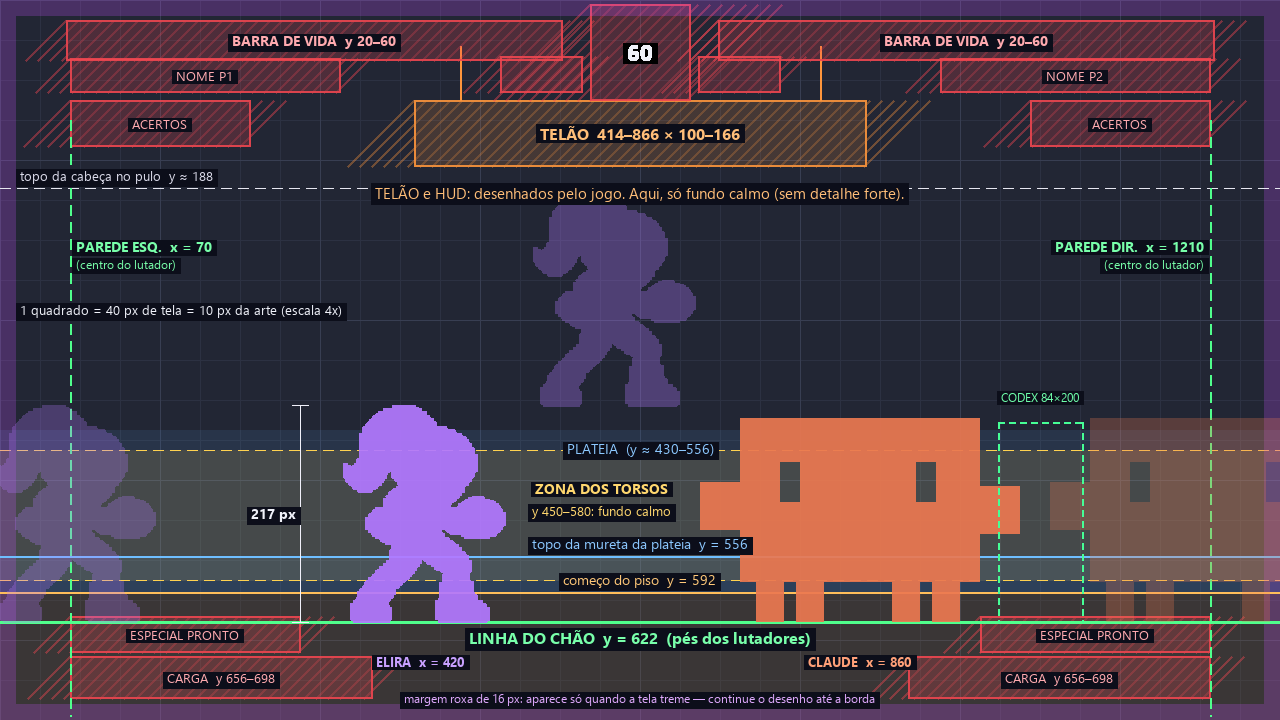 BARRA DE VIDA y 20–60
60
BARRA DE VIDA y 20–60
NOME P1
NOME P2
ACERTOS
TELÃO 414–866 × 100–166
ACERTOS
topo da cabeça no pulo y ≈ 188
TELÃO e HUD: desenhados pelo jogo. Aqui, só fundo calmo (sem detalhe forte).
PAREDE ESQ. x = 70
(centro do lutador)
PAREDE DIR. x = 1210
(centro do lutador)
1 quadrado = 40 px de tela = 10 px da arte (escala 4x)
CODEX 84×200
PLATEIA (y ≈ 430–556)
ZONA DOS TORSOS
y 450–580: fundo calmo
217 px
topo da mureta da plateia y = 556
começo do piso y = 592
ESPECIAL PRONTO
LINHA DO CHÃO y = 622 (pés dos lutadores)
ESPECIAL PRONTO
ELIRA x = 420
CLAUDE x = 860
CARGA y 656–698
CARGA y 656–698
margem roxa de 16 px: aparece só quando a tela treme — continue o desenho até a borda